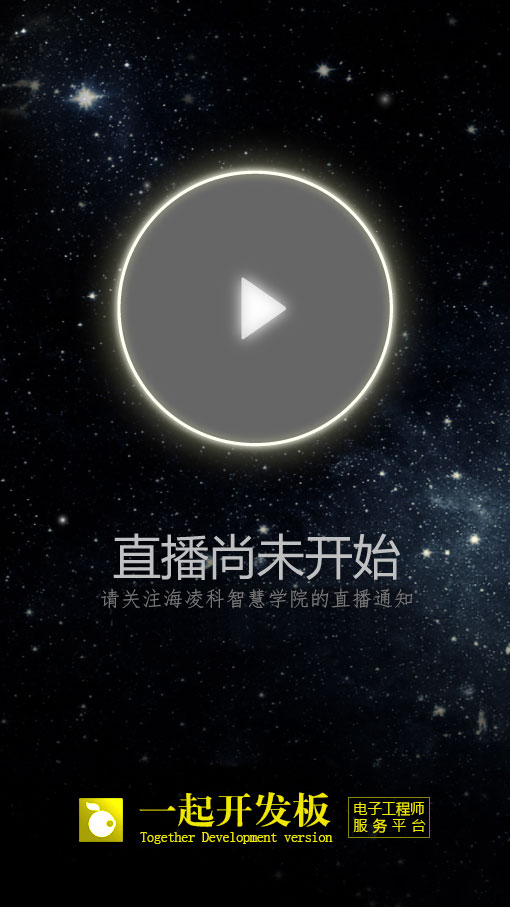 直播尚未开始
请关注海凌科智慧学院的直播通知
一起开发板
Together Development version
电子工程师
服务平台